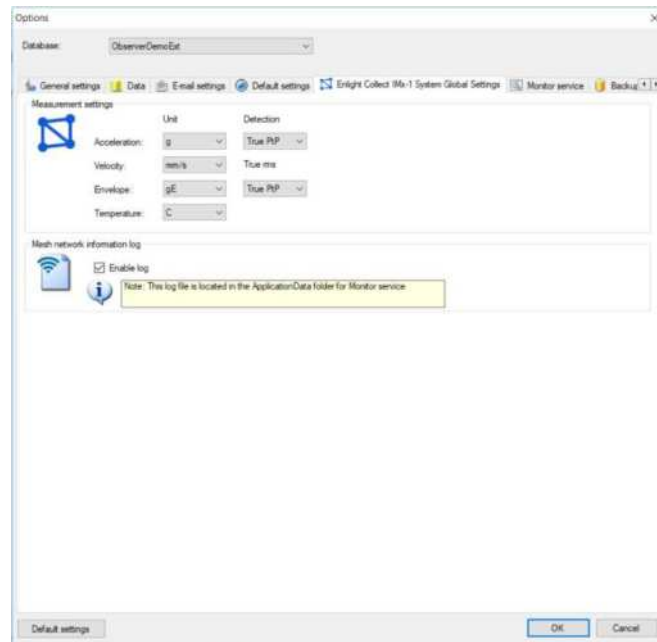 Options
Database: ObserverDemoExt
General settings Data E-mail settings Default settings Enlight Collect IMx-1 System Global Settings Monitor service Backup
Measurement settings
Unit Detection
Acceleration: g True PtP
Velocity: mm/s True rms
Envelope: gE True PtP
Temperature: C
Mesh network information log
Enable log
Note: This log file is located in the ApplicationData folder for Monitor service
Default settings OK Cancel